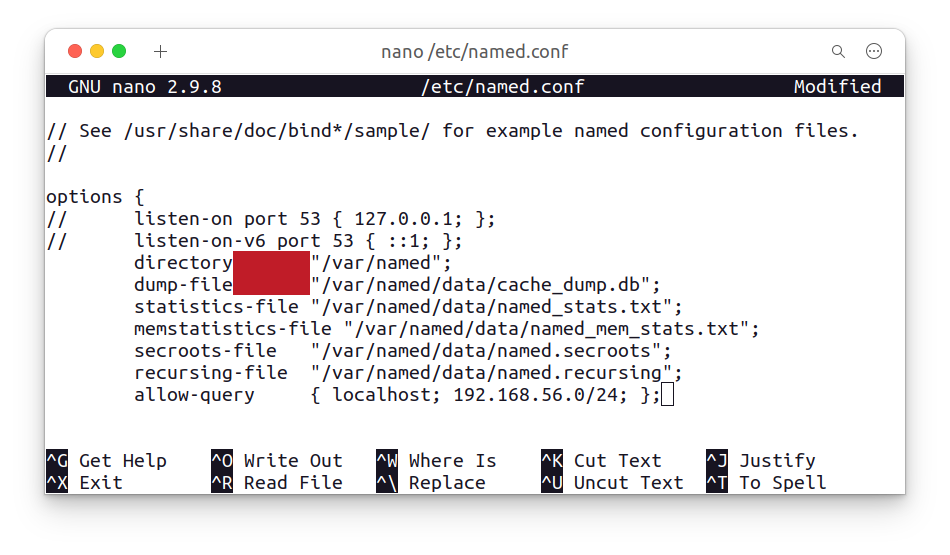 nano /etc/named.conf
GNU nano 2.9.8 /etc/named.conf Modified
// See /usr/share/doc/bind*/sample/ for example named configuration files.
//
options {
// listen-on port 53 { 127.0.0.1; };
// listen-on-v6 port 53 { ::1; };
directory "/var/named";
dump-file "/var/named/data/cache_dump.db";
statistics-file "/var/named/data/named_stats.txt";
memstatistics-file "/var/named/data/named_mem_stats.txt";
secroots-file "/var/named/data/named.secroots";
recursing-file "/var/named/data/named.recursing";
allow-query { localhost; 192.168.56.0/24; };
^G Get Help ^O Write Out ^W Where Is ^K Cut Text ^J Justify
^X Exit ^R Read File ^\ Replace ^U Uncut Text ^T To Spell